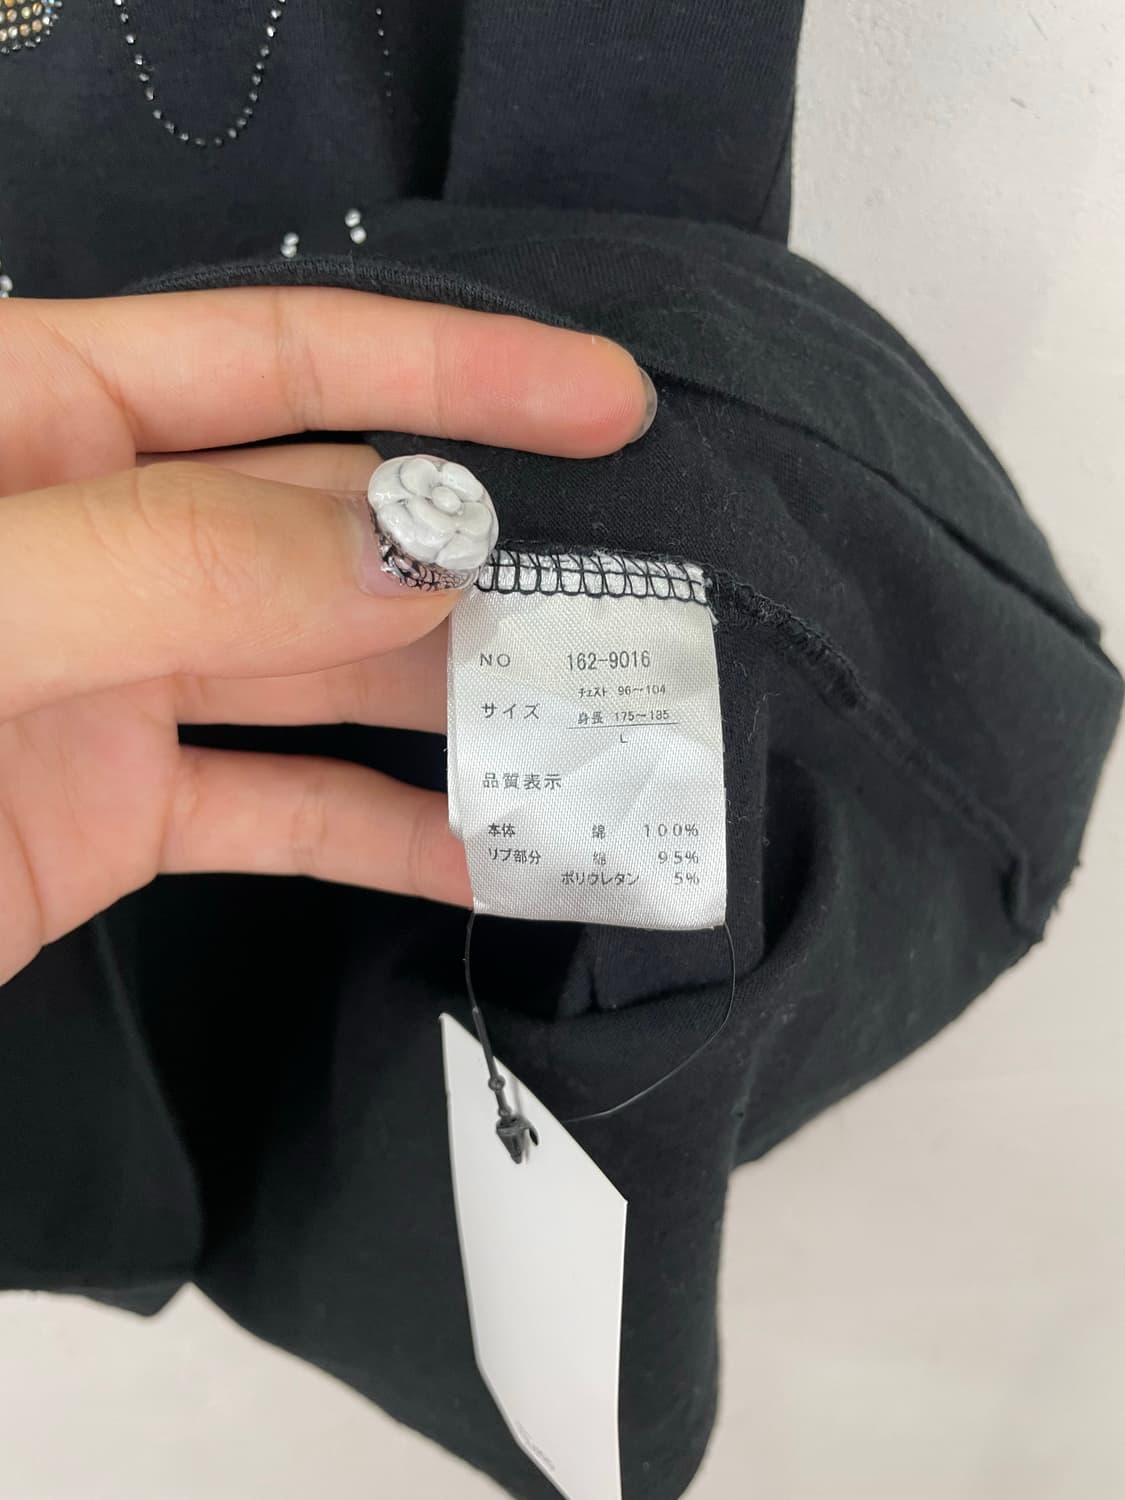 NO 162-9016
チェスト 96~104
サイズ
身長 175~185
L
品質表示
本体 綿 100%
リブ部分 綿 95%
ポリウレタン 5%